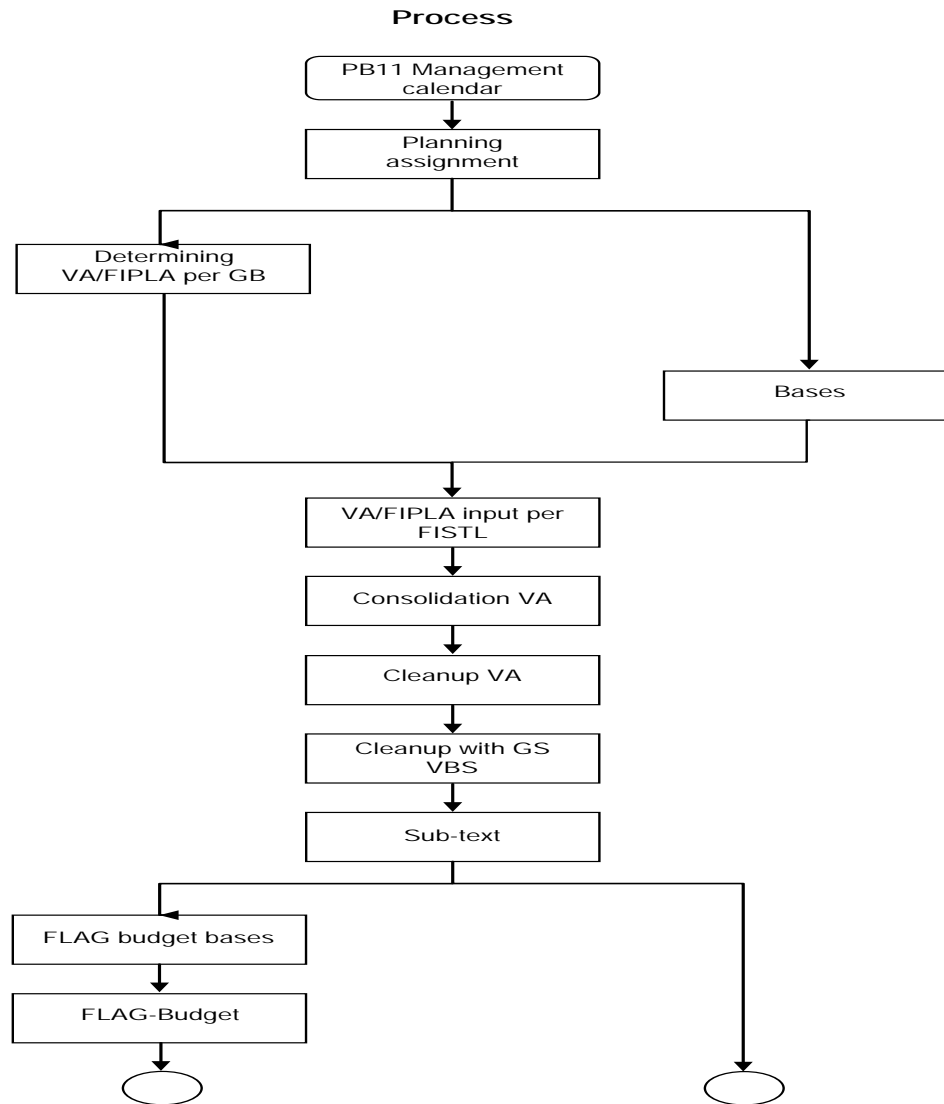 Process
PB11 Management
calendar
Planning
assignment
Determining
VA/FIPLA per GB
Bases
VA/FIPLA input per
FISTL
Consolidation VA
Cleanup VA
Cleanup with GS
VBS
Sub-text
FLAG budget bases
FLAG-Budget